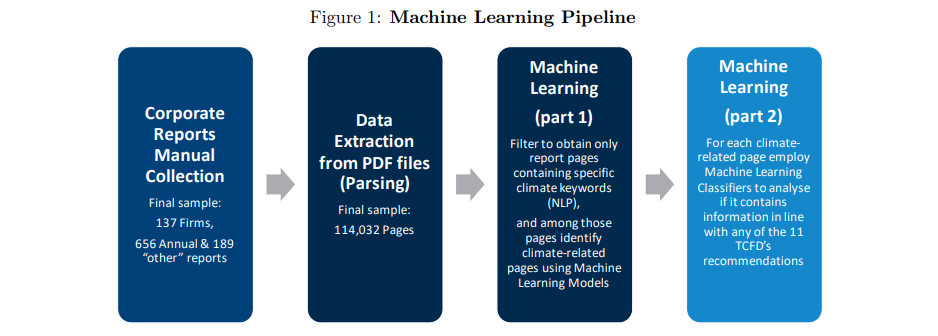 Figure 1: Machine Learning Pipeline
Corporate
Reports
Manual
Collection
Final sample:
137 Firms,
656 Annual & 189
“other” reports
Data
Extraction
from PDF files
(Parsing)
Final sample:
114,032 Pages
Machine
Learning
(part 1)
Filter to obtain only
report pages
containing specific
climate keywords
(NLP),
and among those
pages identify
climate-related
pages using Machine
Learning Models
Machine
Learning
(part 2)
For each climate-
related page employ
Machine Learning
Classifiers to analyse
if it contains
information in line
with any of the 11
TCFD’s
recommendations